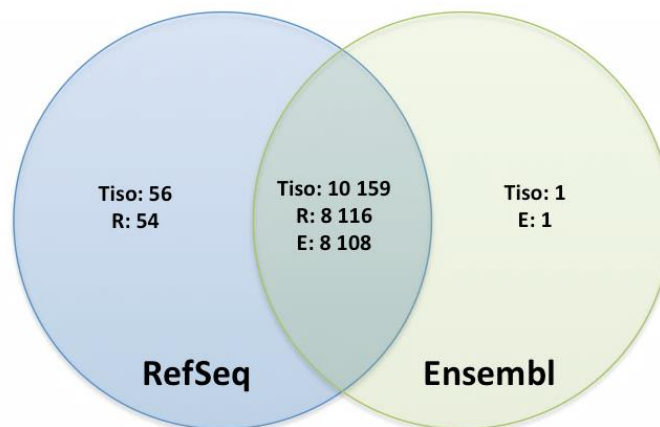 Tiso: 56
R: 54
Tiso: 10 159
R: 8 116
E: 8 108
Tiso: 1
E: 1
RefSeq
Ensembl